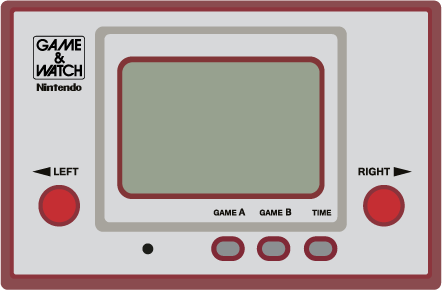 GAME
&
WATCH
Nintendo
LEFT
RIGHT
GAME A GAME B TIME